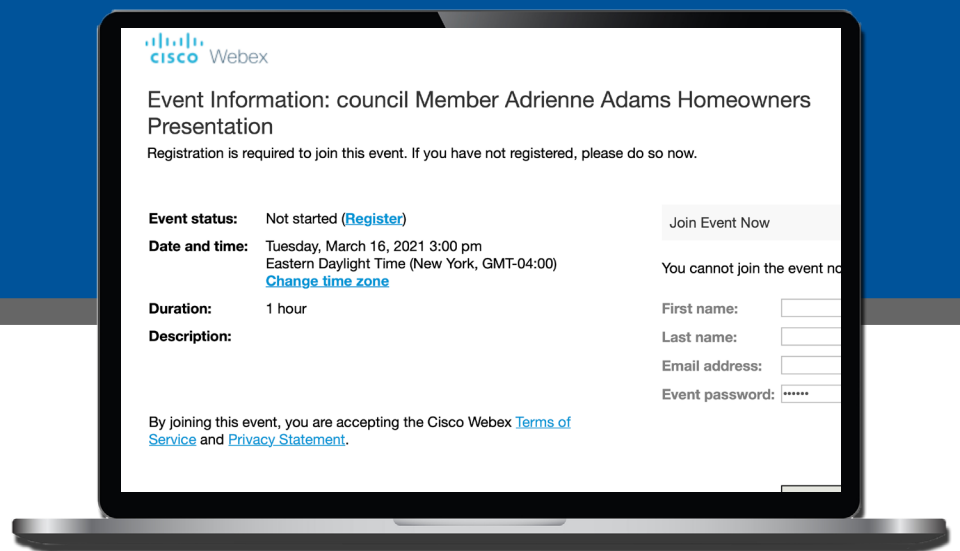 CISCO Webex
Event Information: council Member Adrienne Adams Homeowners
Presentation
Registration is required to join this event. If you have not registered, please do so now.
Event status: Not started (Register)
Date and time: Tuesday, March 16, 2021 3:00 pm
Eastern Daylight Time (New York, GMT-04:00)
Change time zone
Duration: 1 hour
Description:
By joining this event, you are accepting the Cisco Webex Terms of
Service and Privacy Statement.
Join Event Now
You cannot join the event
First name:
Last name:
Email address:
Event password: ••••••